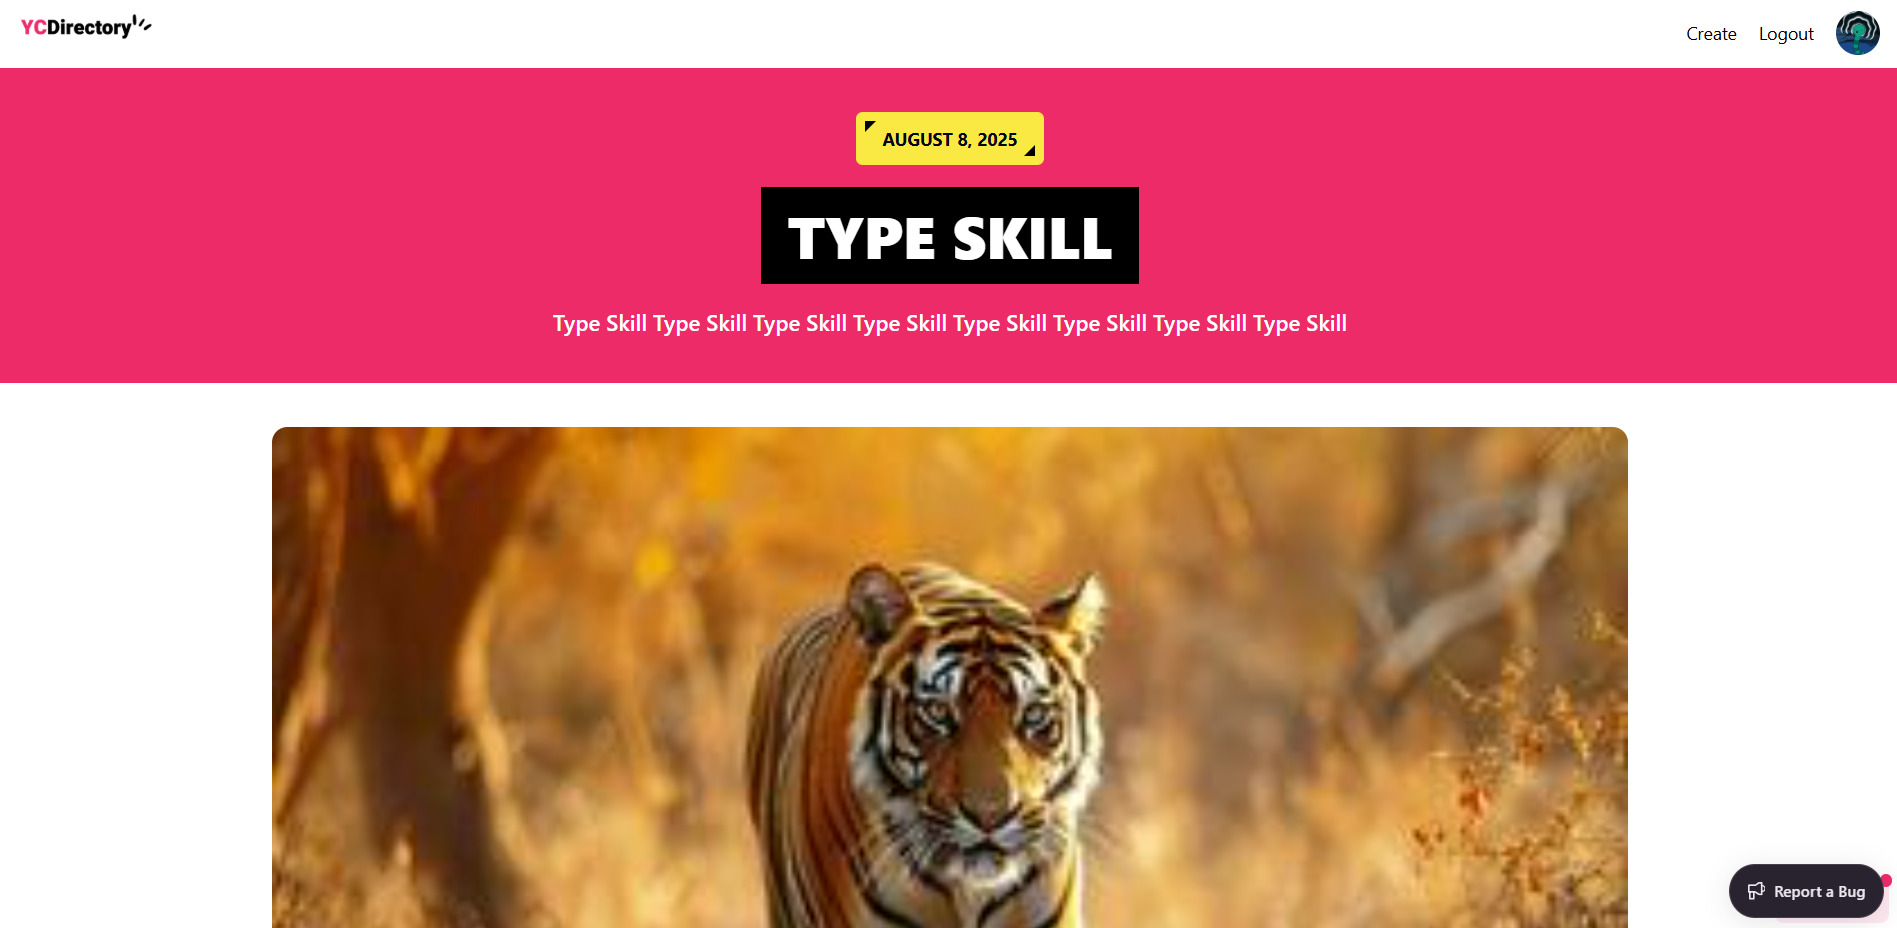 YCDirectory
Create
Logout
AUGUST 8, 2025
TYPE SKILL
Type Skill Type Skill Type Skill Type Skill Type Skill Type Skill Type Skill Type Skill
Report a Bug